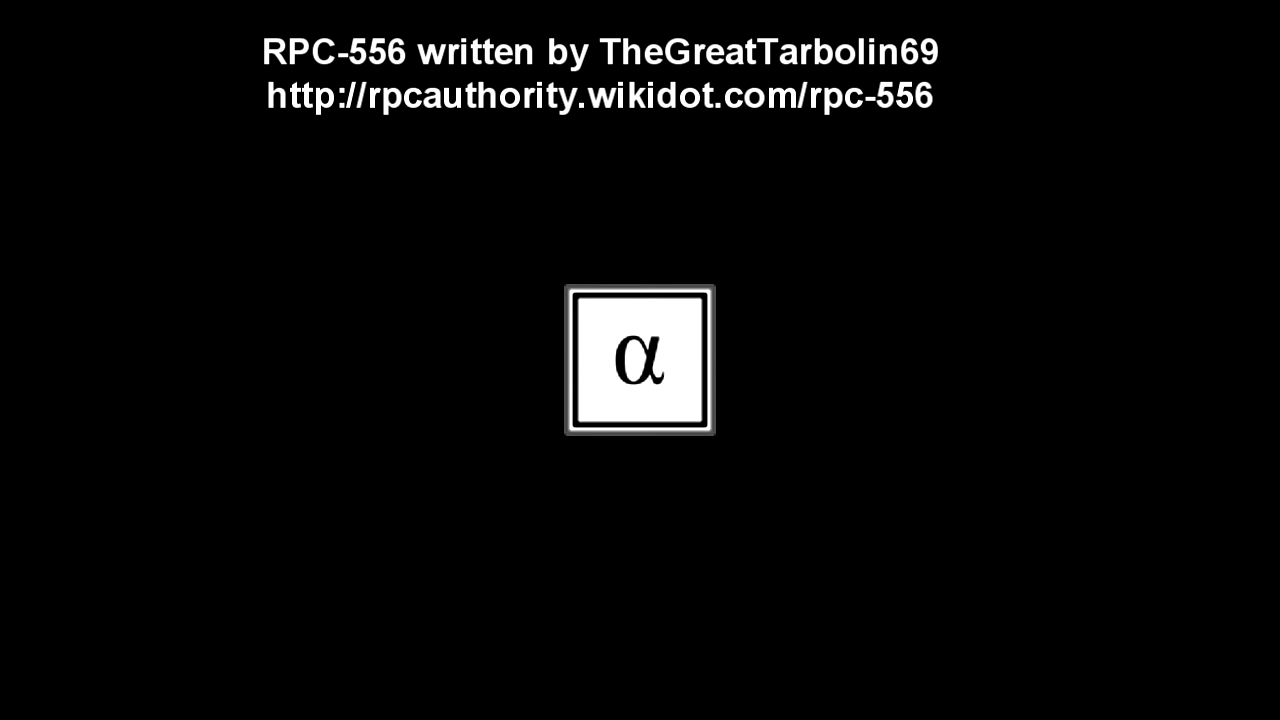 RPC-556 written by TheGreatTarbolin69
http://rpcauthority.wikidot.com/rpc-556
α